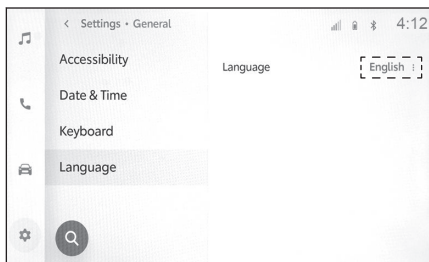 < Settings • General
4:12
Accessibility
Date & Time
Keyboard
Language
Language
English